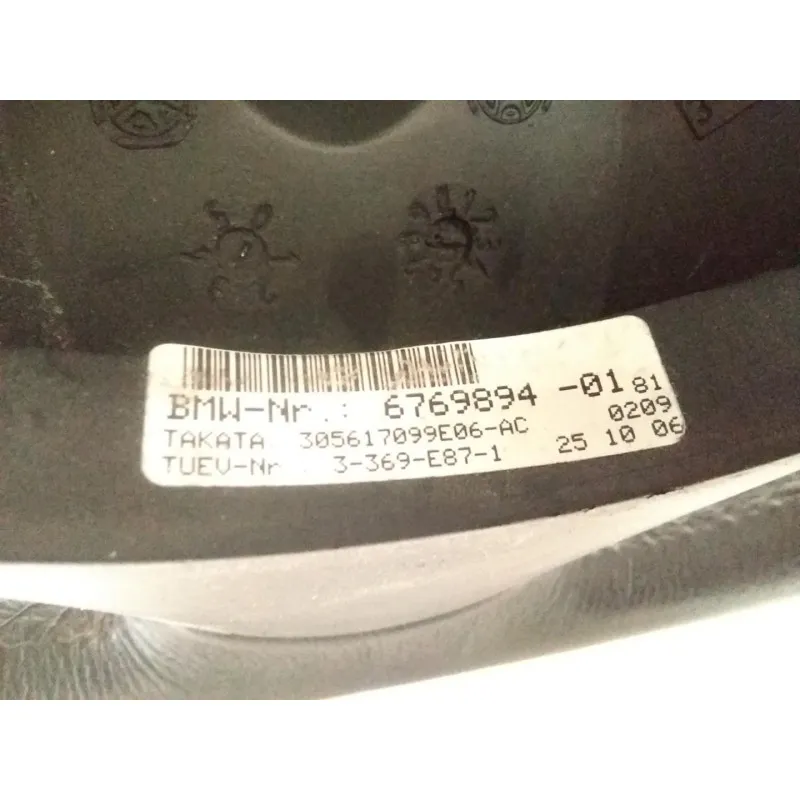 BMW-Nr.: 6769894 -01 81
0209
TAKATA 305617099E06-AC
TUEV-Nr 3-369-E87-1 25 10 06